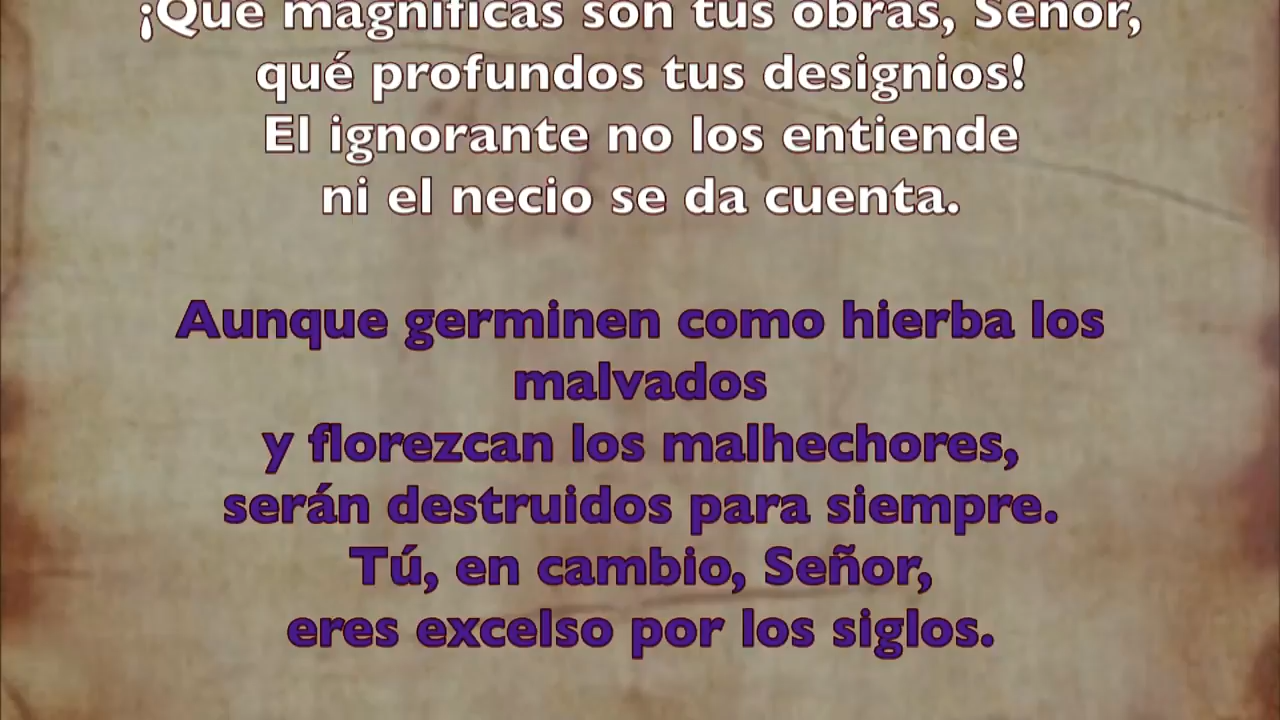 ¡Qué magníficas son tus obras, Señor,
qué profundos tus designios!
El ignorante no los entiende
ni el necio se da cuenta.
Aunque germinen como hierba los
malvados
y florezcan los malhechores,
serán destruidos para siempre.
Tú, en cambio, Señor,
eres excelso por los siglos.